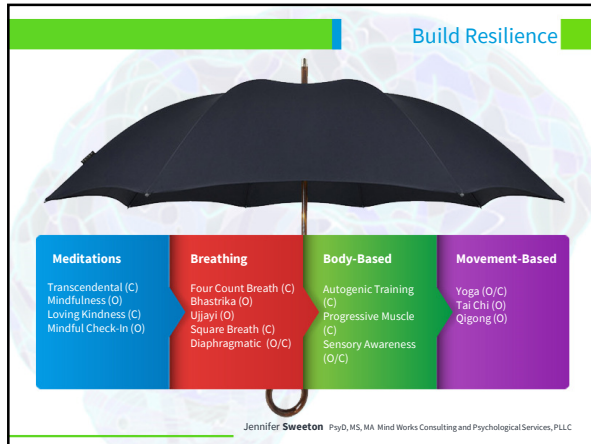 Build Resilience
Meditations
Transcendental (C)
Mindfulness (O)
Loving Kindness (C)
Mindful Check-In (O)
Breathing
Four Count Breath (C)
Bhastrika (O)
Ujjayi (O)
Square Breath (C)
Diaphragmatic (O/C)
Body-Based
Autogenic Training
(C)
Progressive Muscle
(C)
Sensory Awareness
(O/C)
Movement-Based
Yoga (O/C)
Tai Chi (O)
Qigong (O)
Jennifer Sweeton PsyD, MS, MA Mind Works Consulting and Psychological Services, PLLC